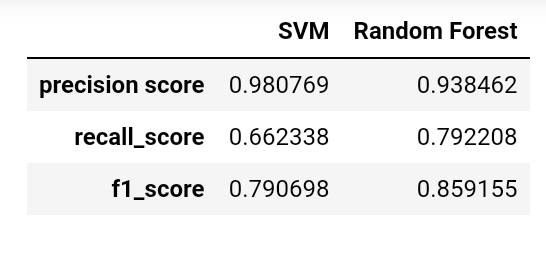 SVM Random Forest
precision score 0.980769 0.938462
recall_score 0.662338 0.792208
f1_score 0.790698 0.859155